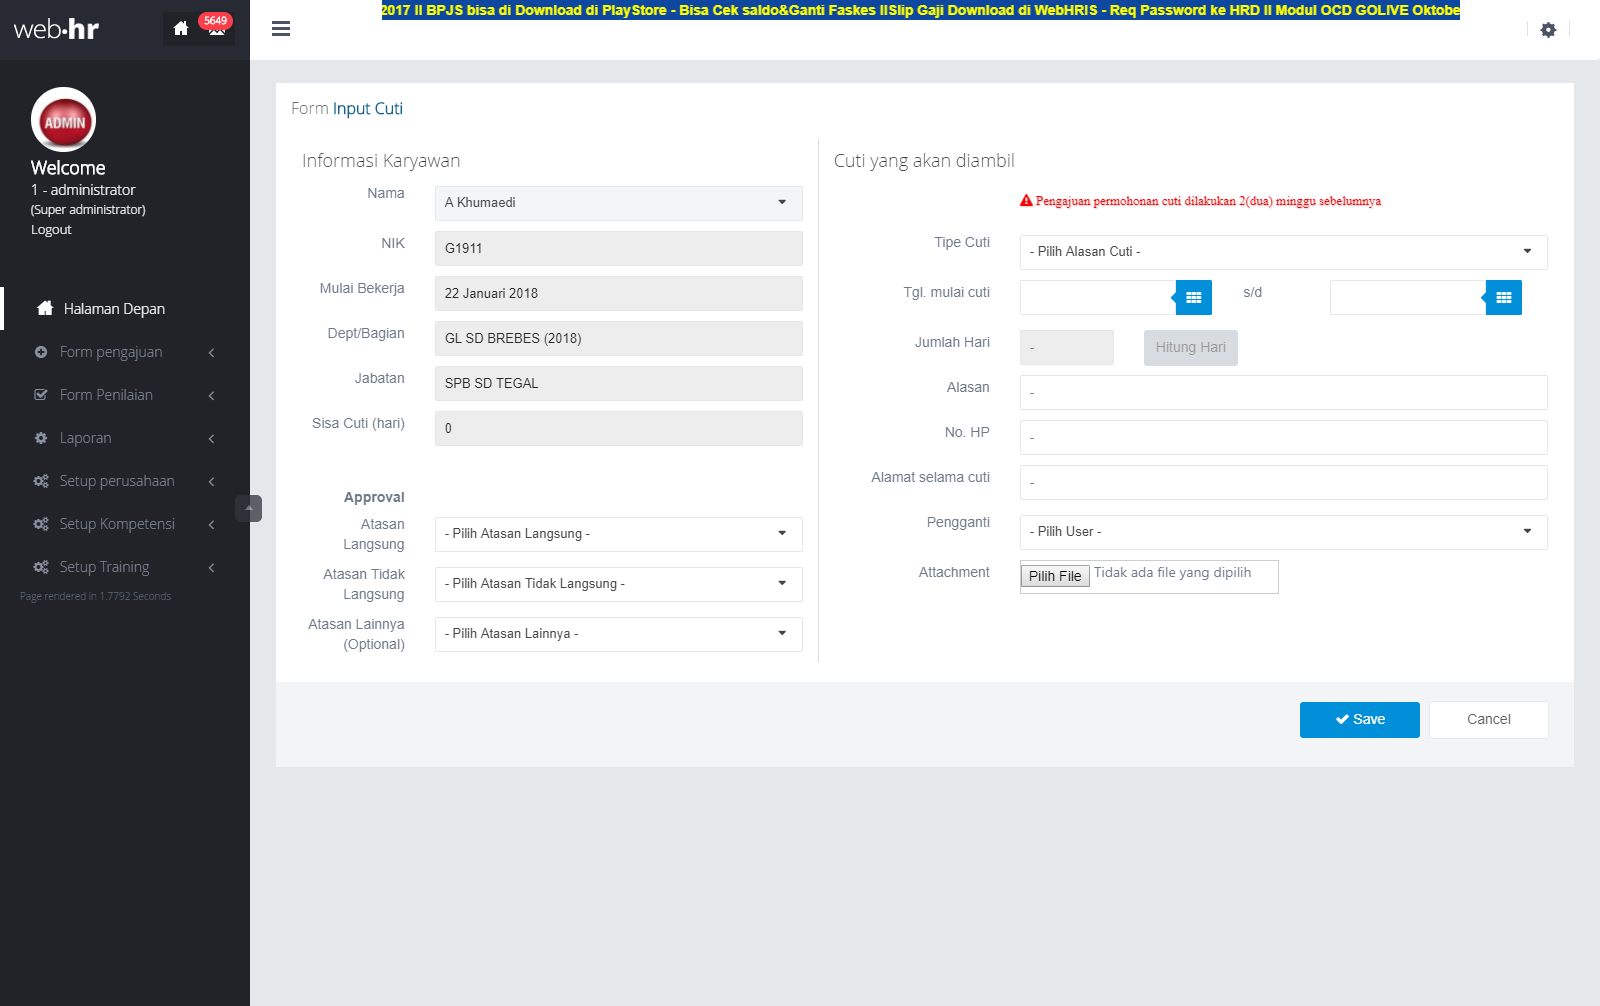 web·hr
5649
2017 II BPJS bisa di Download di PlayStore - Bisa Cek saldo&Ganti Faskes IISlip Gaji Download di WebHRIS - Req Password ke HRD II Modul OCD GOLIVE Oktobe
ADMIN
Welcome
1 - administrator
(Super administrator)
Logout
Halaman Depan
Form pengajuan
Form Penilaian
Laporan
Setup perusahaan
Setup Kompetensi
Setup Training
Page rendered in 1.7792 Seconds
Form Input Cuti
Informasi Karyawan
Nama
A Khumaedi
NIK
G1911
Mulai Bekerja
22 Januari 2018
Dept/Bagian
GL SD BREBES (2018)
Jabatan
SPB SD TEGAL
Sisa Cuti (hari)
0
Approval
Atasan
Langsung
- Pilih Atasan Langsung -
Atasan Tidak
Langsung
- Pilih Atasan Tidak Langsung -
Atasan Lainnya
(Optional)
- Pilih Atasan Lainnya -
Cuti yang akan diambil
Pengajuan permohonan cuti dilakukan 2(dua) minggu sebelumnya
Tipe Cuti
- Pilih Alasan Cuti -
Tgl. mulai cuti
s/d
Jumlah Hari
-
Hitung Hari
Alasan
-
No. HP
-
Alamat selama cuti
-
Pengganti
- Pilih User -
Attachment
Pilih File Tidak ada file yang dipilih
Save
Cancel